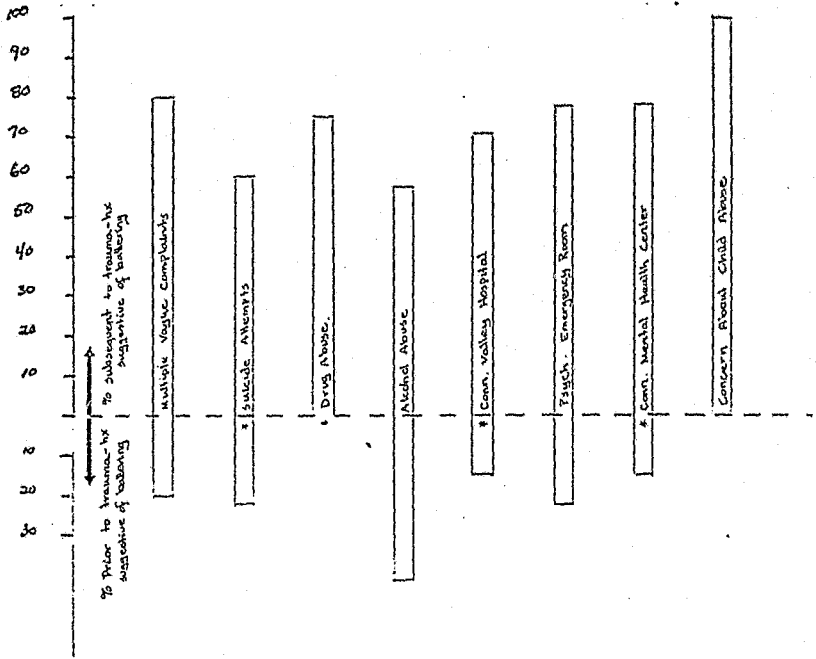 100
90
80
70
60
50
40
30
20
10
10
20
30
% subsequent to trauma-hx
suggestive of battering
% Prior to trauma-hx
suggestive of battering
Multiple Vague Complaints
* Suicide Attempts
* Drug Abuse.
Alcohol Abuse
* Conn. Valley Hospital
Psych. Emergency Room
* Conn. Mental Health Center
Concern About Child Abuse